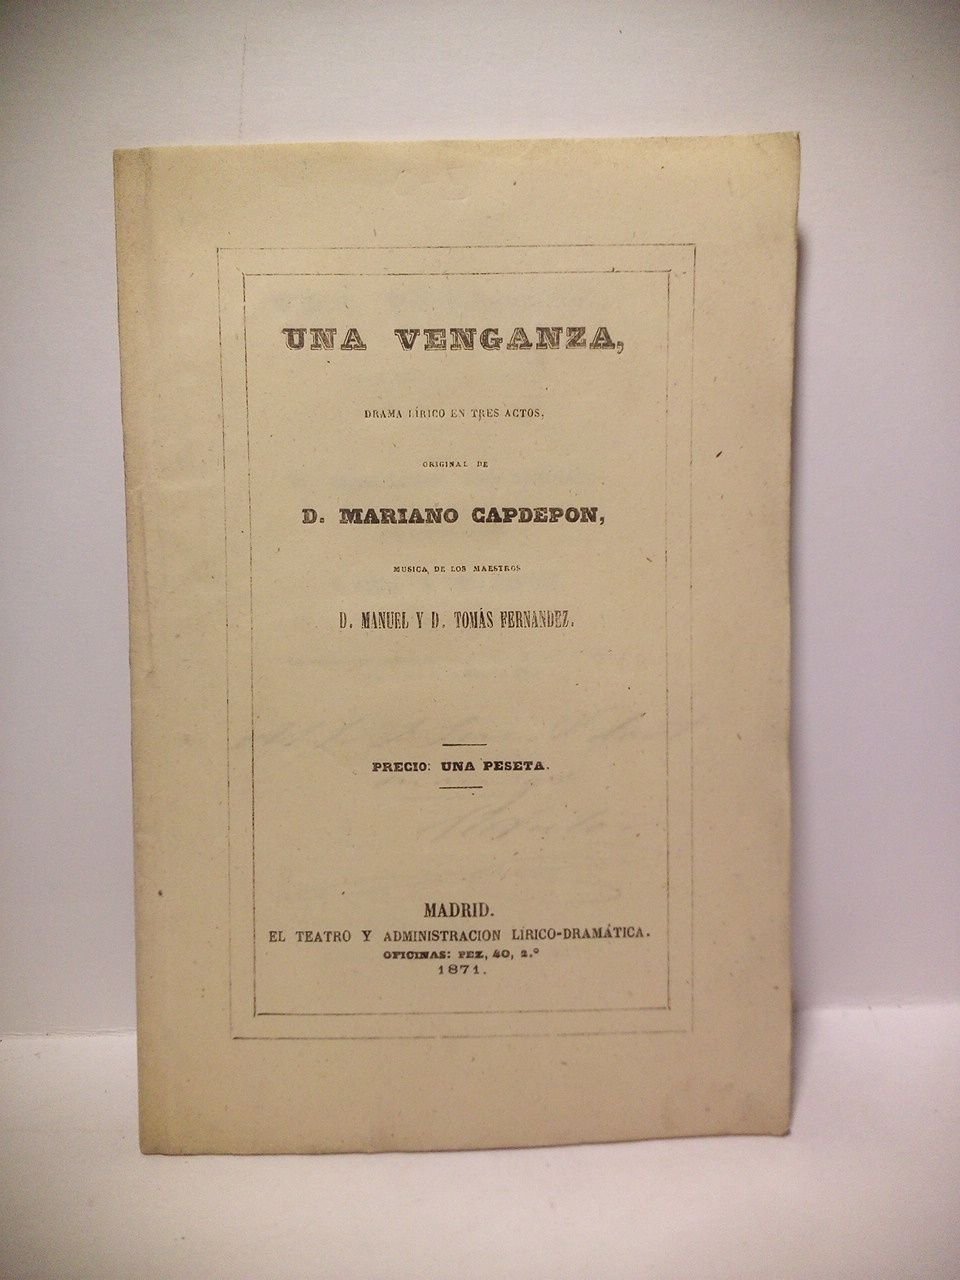 UNA VENGANZA,
DRAMA LÍRICO EN TRES ACTOS,
ORIGINAL DE
D. MARIANO CAPDEPON,
MUSICA DE LOS MAESTROS
D. MANUEL Y D. TOMÁS FERNANDEZ.
PRECIO: UNA PESETA.
MADRID.
EL TEATRO Y ADMINISTRACION LÍRICO-DRAMÁTICA.
OFICINAS: PEZ, 40, 2.°
1871.